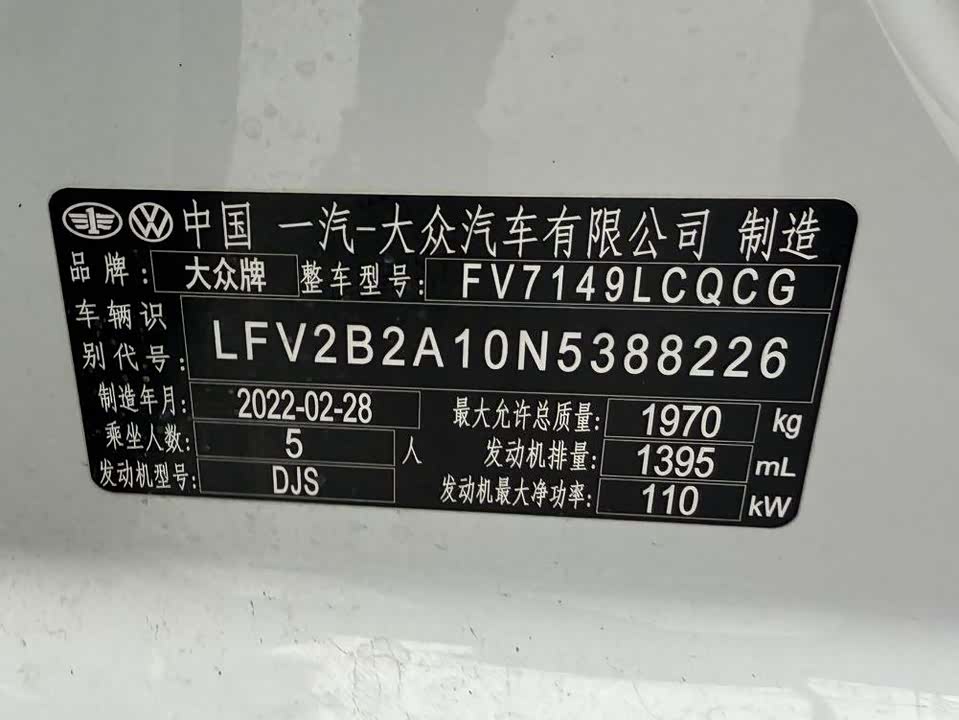 中国 一汽-大众汽车有限公司 制造
品牌: 大众牌 整车型号: FV7149LCQCG
车辆识别代号: LFV2B2A10N5388226
制造年月: 2022-02-28 最大允许总质量: 1970 kg
乘坐人数: 5 人 发动机排量: 1395 mL
发动机型号: DJS 发动机最大净功率: 110 kW